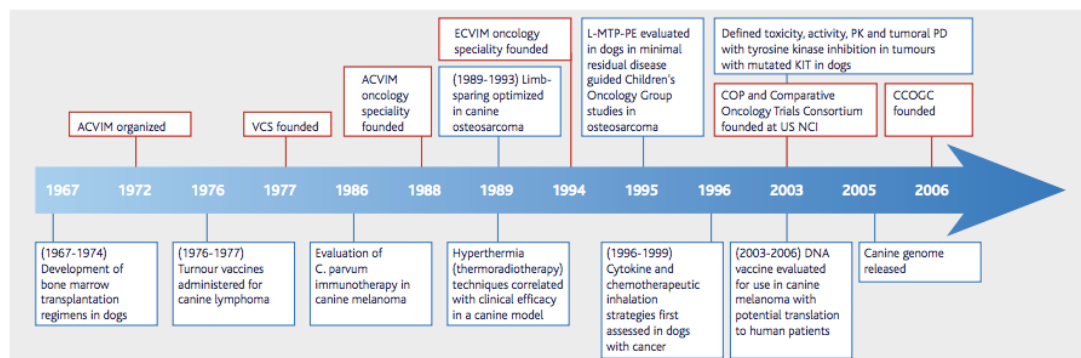 ECVIM oncology
speciality founded
L-MTP-PE evaluated
in dogs in minimal
residual disease
guided Children's
Oncology Group
studies in
osteosarcoma
Defined toxicity, activity, PK and tumoral PD
with tyrosine kinase inhibition in tumours
with mutated KIT in dogs
ACVIM organized
VCS founded
ACVIM
oncology
speciality
founded
(1989-1993) Limb-
sparing optimized
in canine
osteosarcoma
COP and Comparative
Oncology Trials Consortium
founded at US NCI
CCOGC
founded
1967 1972 1976 1977 1986 1988 1989 1994 1995 1996 2003 2005 2006
(1967-1974)
Development of
bone marrow
transplantation
regimens in dogs
(1976-1977)
Tumour vaccines
administered for
canine lymphoma
Evaluation of
C. parvum
immunotherapy in
canine melanoma
Hyperthermia
(thermoradiotherapy)
techniques correlated
with clinical efficacy
in a canine model
(1996-1999)
Cytokine and
chemotherapeutic
inhalation
strategies first
assessed in dogs
with cancer
(2003-2006) DNA
vaccine evaluated
for use in canine
melanoma with
potential translation
to human patients
Canine genome
released